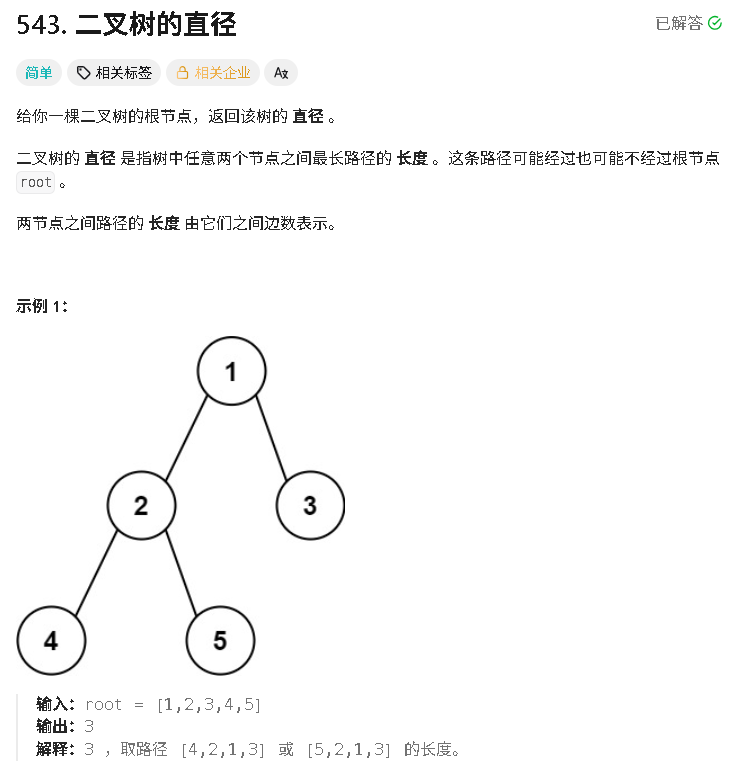 543. 二叉树的直径
已解答
简单 相关标签 相关企业 Aあ
给你一棵二叉树的根节点，返回该树的 直径 。
二叉树的 直径 是指树中任意两个节点之间最长路径的 长度 。这条路径可能经过也可能不经过根节点
root 。
两节点之间路径的 长度 由它们之间边数表示。
示例 1：
1
2
3
4
5
输入：root = [1,2,3,4,5]
输出：3
解释：3 ，取路径 [4,2,1,3] 或 [5,2,1,3] 的长度。